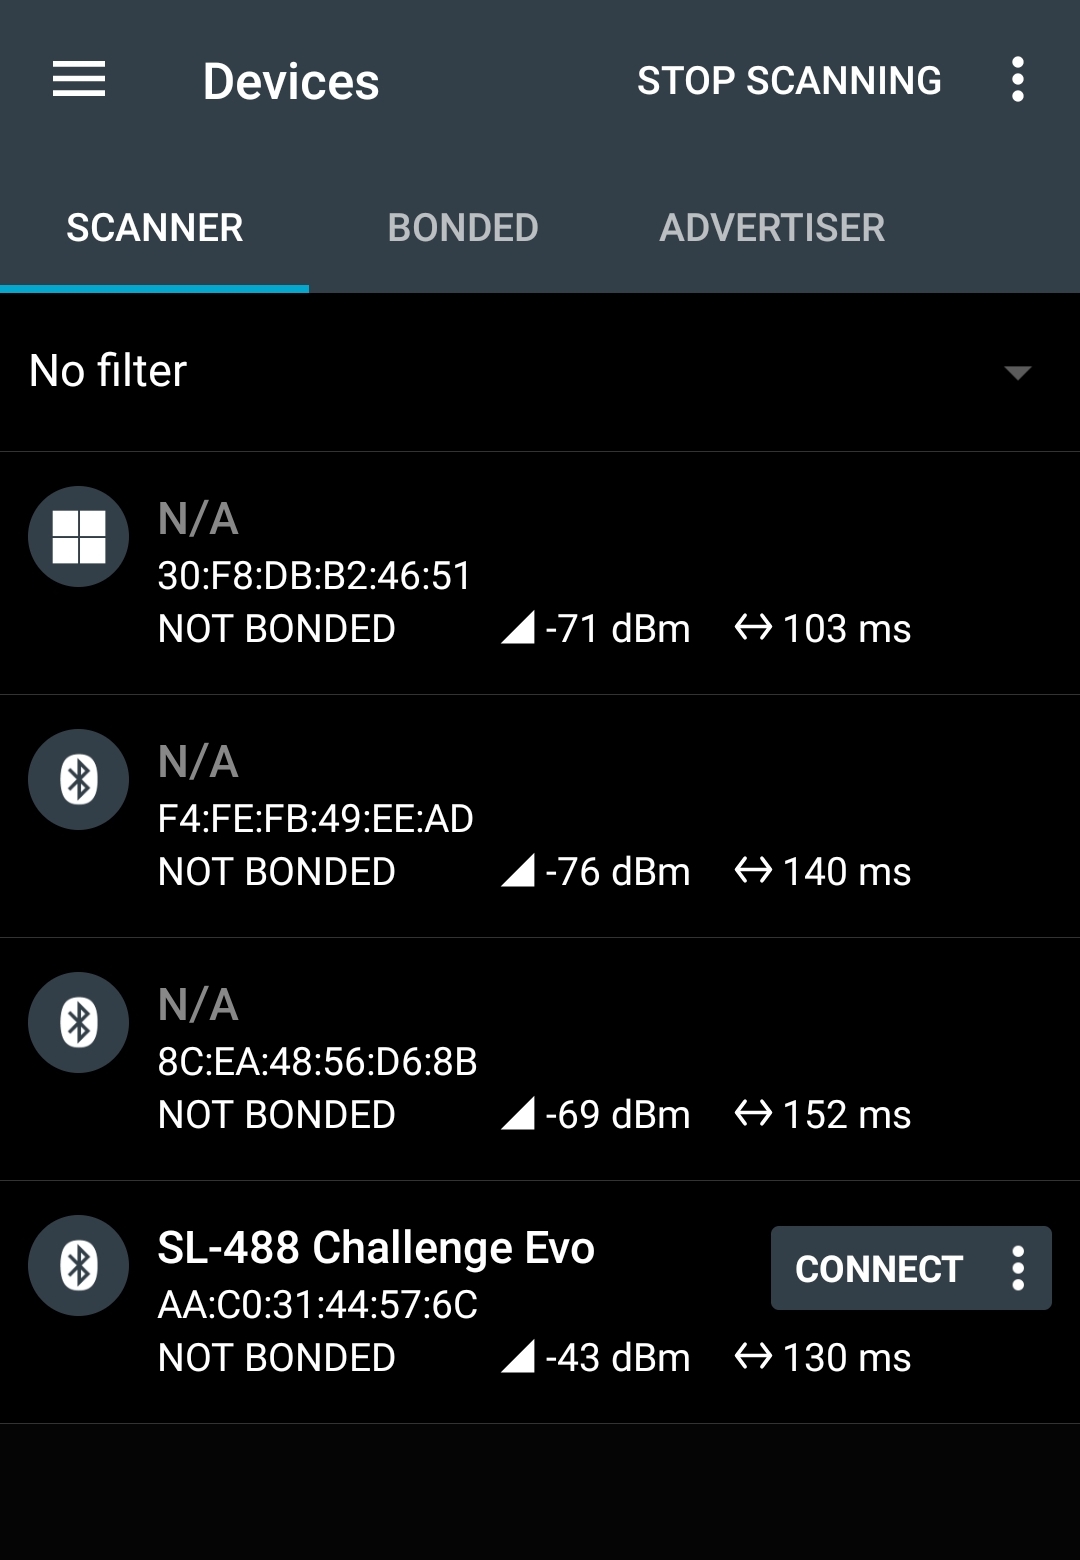 Devices STOP SCANNING
SCANNER BONDED ADVERTISER
No filter
N/A
30:F8:DB:B2:46:51
NOT BONDED -71 dBm 103 ms
N/A
F4:FE:FB:49:EE:AD
NOT BONDED -76 dBm 140 ms
N/A
8C:EA:48:56:D6:8B
NOT BONDED -69 dBm 152 ms
SL-488 Challenge Evo
CONNECT
AA:C0:31:44:57:6C
NOT BONDED -43 dBm 130 ms